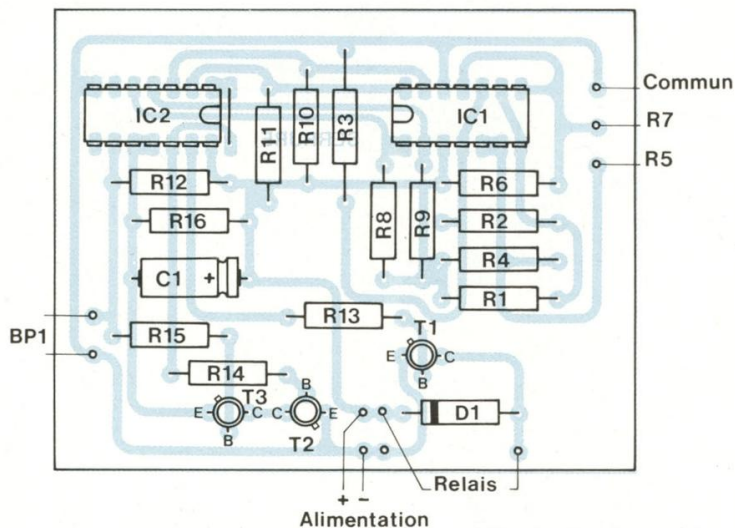 Commun
IC2
R11
R10
R3
IC1
R7
R5
R12
R6
R16
R8
R9
R2
C1 +
R4
R1
BP1
R13
R15
T1
E C
B
R14
B
B
T3
E C
C E
B
T2
D1
+ -
Relais
Alimentation